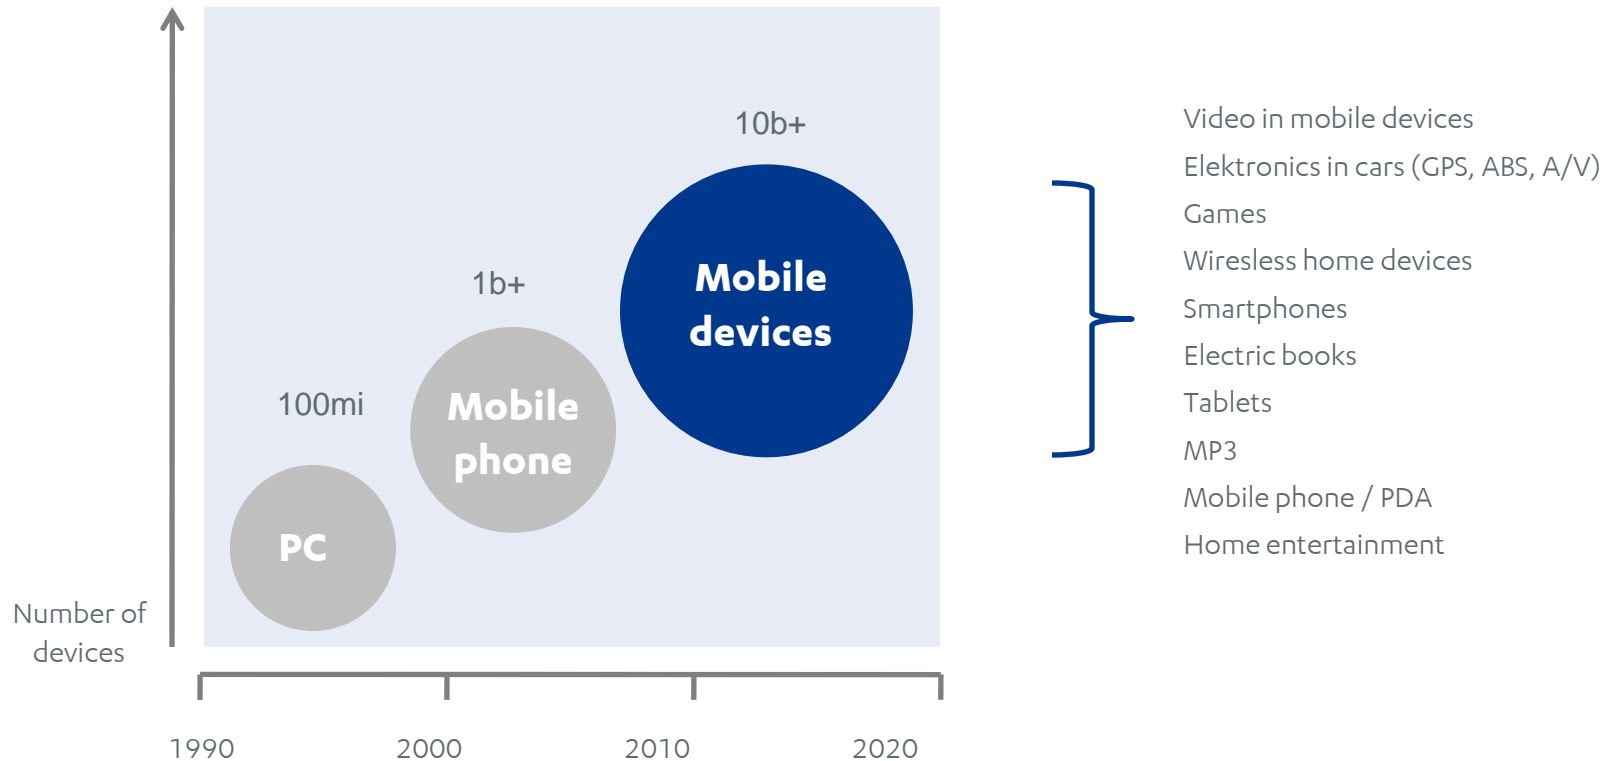 10b+
Mobile
devices
1b+
Mobile
phone
100mi
PC
Number of
devices
1990
2000
2010
2020
Video in mobile devices
Elektronics in cars (GPS, ABS, A/V)
Games
Wiresless home devices
Smartphones
Electric books
Tablets
MP3
Mobile phone / PDA
Home entertainment